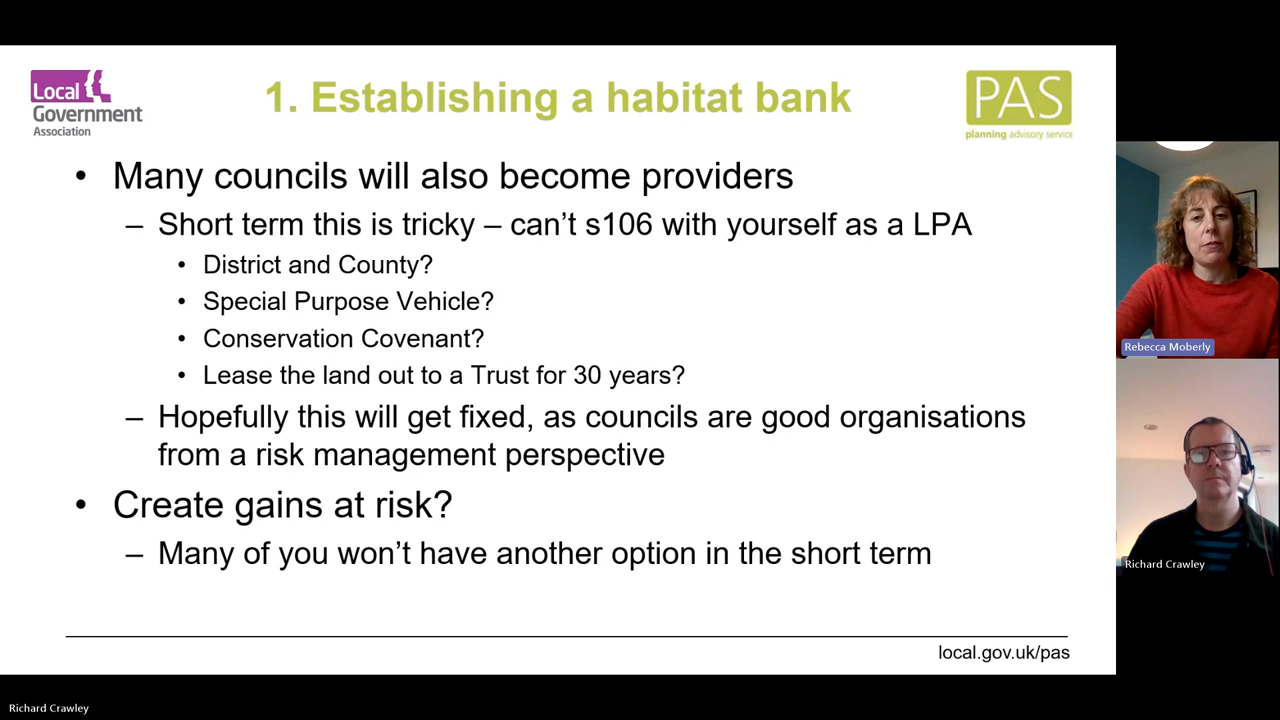 Local
Government
Association
1. Establishing a habitat bank
PAS
planning advisory service
• Many councils will also become providers
– Short term this is tricky – can’t s106 with yourself as a LPA
• District and County?
• Special Purpose Vehicle?
• Conservation Covenant?
• Lease the land out to a Trust for 30 years?
– Hopefully this will get fixed, as councils are good organisations
from a risk management perspective
• Create gains at risk?
– Many of you won’t have another option in the short term
local.gov.uk/pas
Rebecca Moberly
Richard Crawley
Richard Crawley